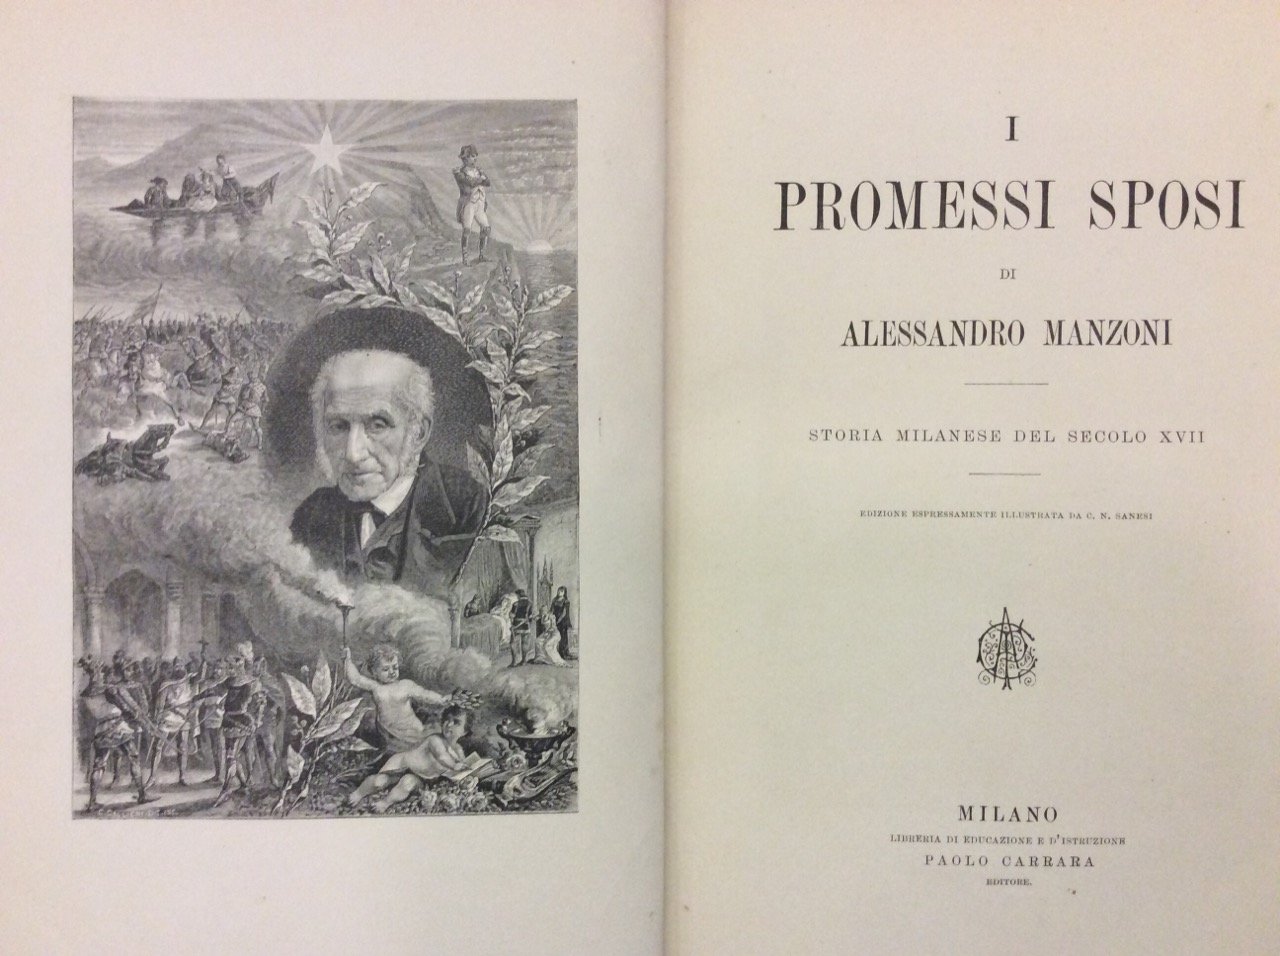 I
PROMESSI SPOSI
DI
ALESSANDRO MANZONI
STORIA MILANESE DEL SECOLO XVII
EDIZIONE ESPRESSAMENTE ILLUSTRATA DA C. N. SANESI
MILANO
LIBRERIA DI EDUCAZIONE E D'ISTRUZIONE
PAOLO CARRARA
EDITORE.